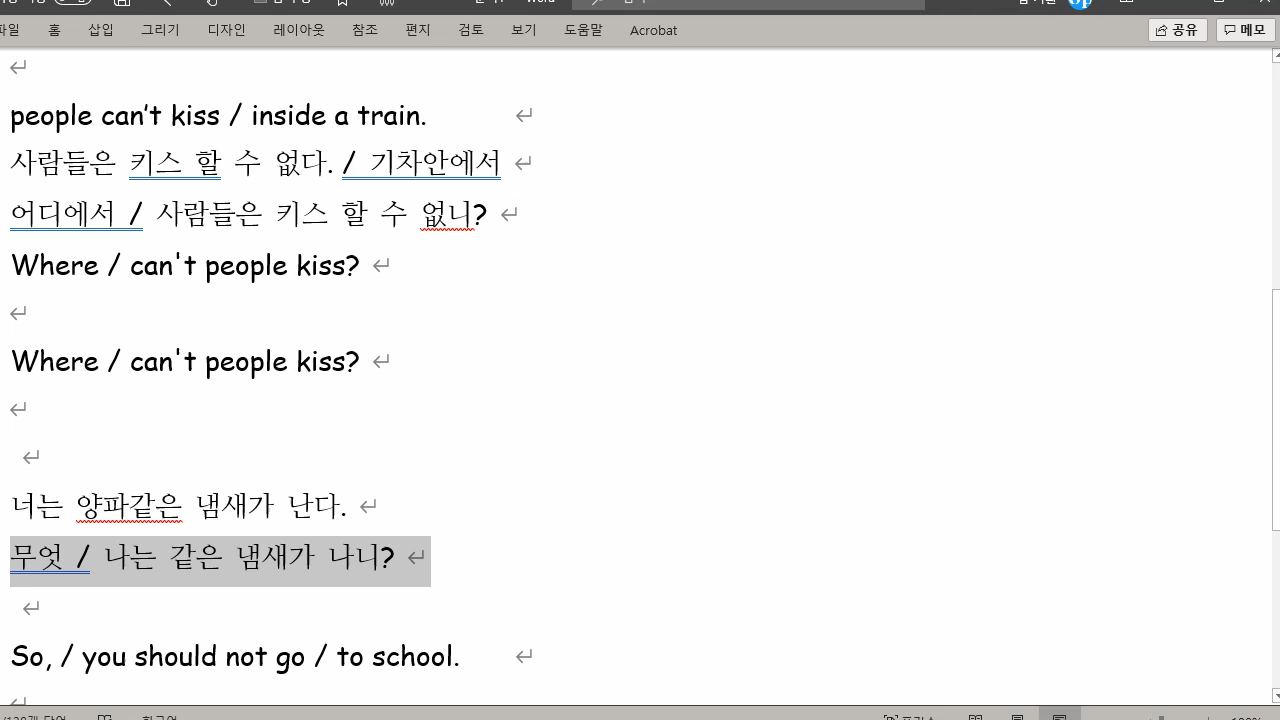 파일 홈 삽입 그리기 디자인 레이아웃 참조 편지 검토 보기 도움말 Acrobat 공유 메모
people can’t kiss / inside a train.
사람들은 키스 할 수 없다. / 기차안에서
어디에서 / 사람들은 키스 할 수 없니?
Where / can't people kiss?
Where / can't people kiss?
너는 양파같은 냄새가 난다.
무엇 / 나는 같은 냄새가 나니?
So, / you should not go / to school.